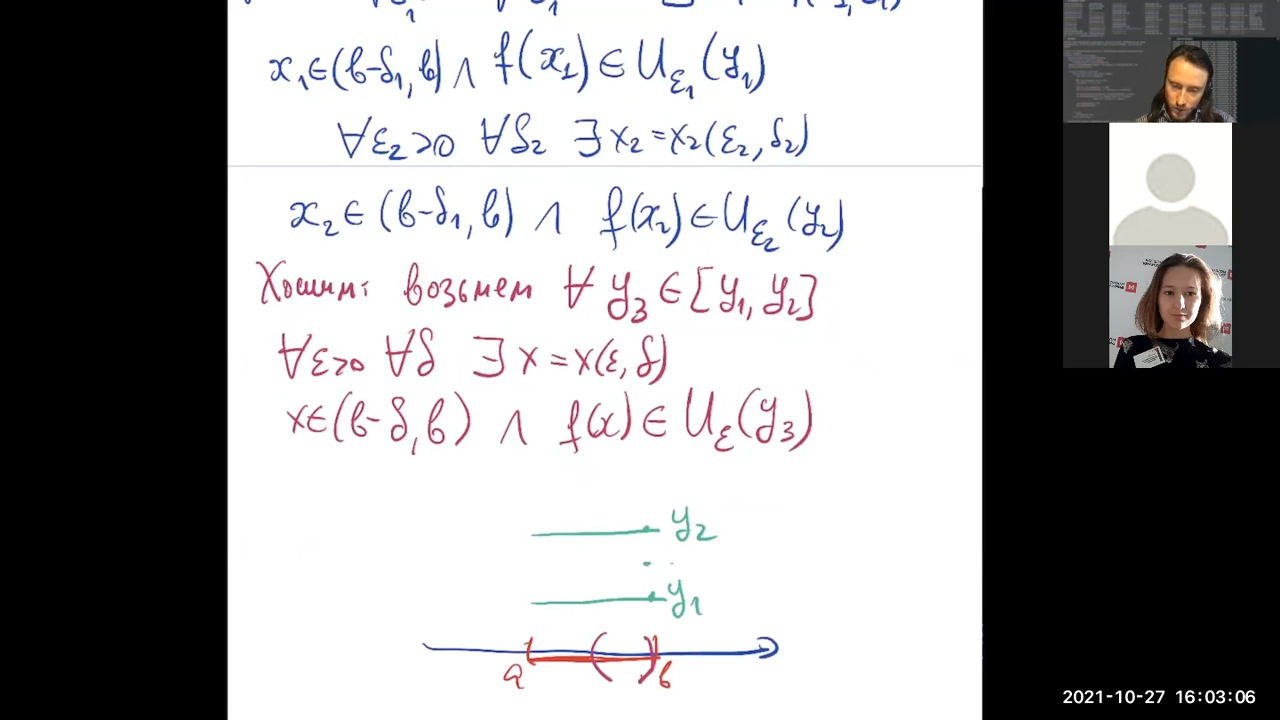 x₁∈(b-δ₁, b) ∧ f(x₁)∈U_ε₁(y₁)
∀ε₂>0 ∀δ₂ ∃x₂=x₂(ε₂, δ₂)
x₂∈(b-δ₁, b) ∧ f(x₂)∈U_ε₂(y₂)
Хотим: возьмем ∀ y₃∈[y₁, y₂]
∀ε>0 ∀δ ∃x=x(ε, δ)
x∈(b-δ, b) ∧ f(x)∈U_ε(y₃)
y₂
y₁
a b
2021-10-27 16:03:06